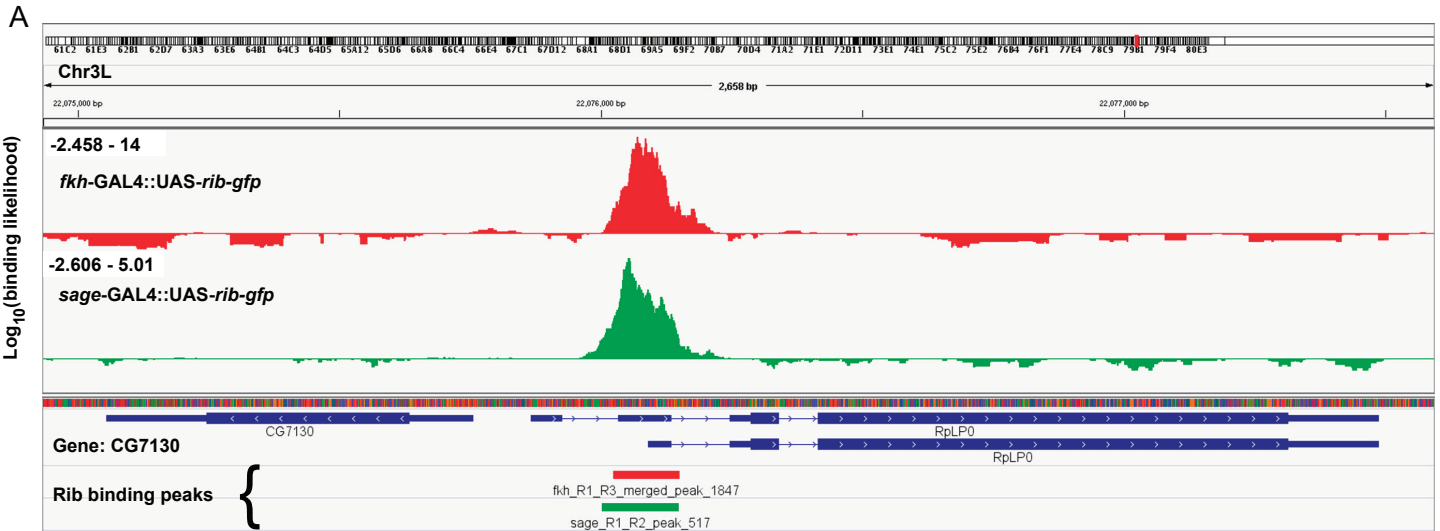 A
61C2 61E3 62B1 62D7 63A3 63E6 64B1 64C3 64D5 65A12 65D6 66A8 66C4 66E4 67C1 67D12 68A1 68D1 69A5 69F2 70B7 70D4 71A2 71E1 72D11 73E1 74E1 75C2 75E2 76B4 76F1 77E4 78C9 79B1 79F4 80E3
Chr3L
2,658 bp
22,075,000 bp 22,076,000 bp 22,077,000 bp
Log10(binding likelihood)
-2.458 - 14
fkh-GAL4::UAS-rib-gfp
-2.606 - 5.01
sage-GAL4::UAS-rib-gfp
CG7130 RpLP0
Gene: CG7130
RpLP0
Rib binding peaks {
fkh_R1_R3_merged_peak_1847
sage_R1_R2_peak_517